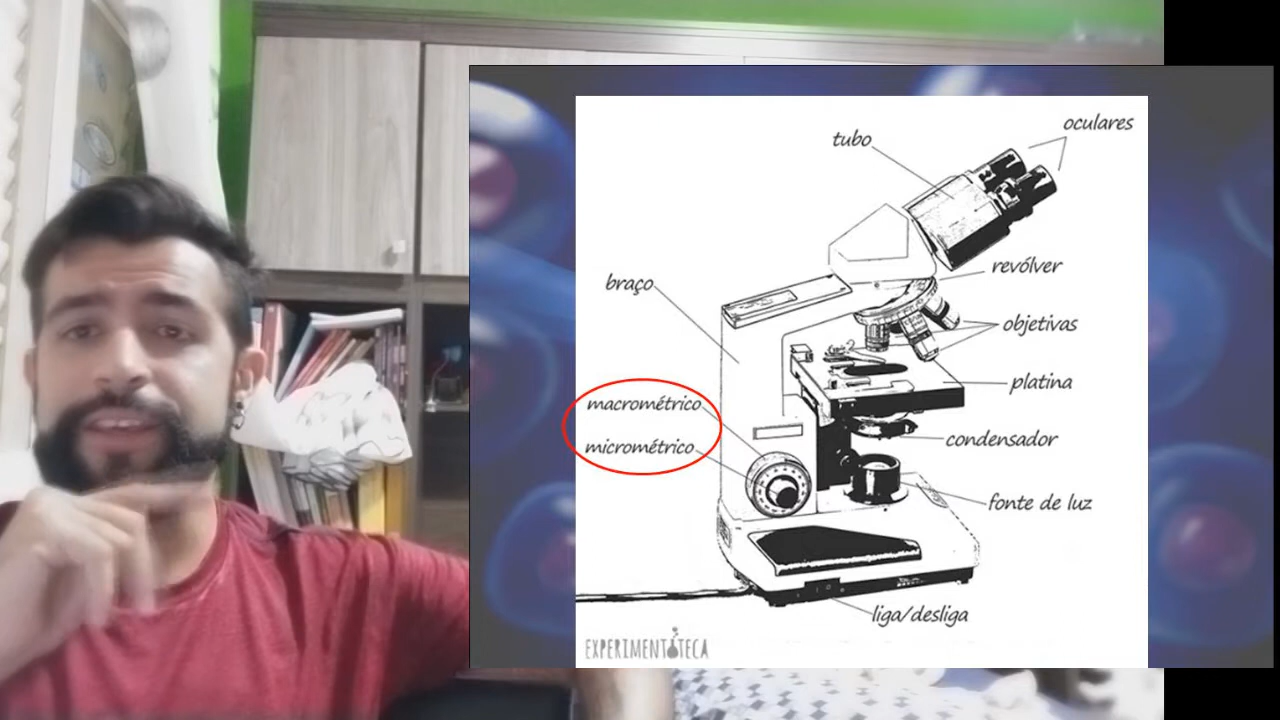 oculares
tubo
revólver
braço
objetivas
platina
macrométrico
condensador
micrométrico
fonte de luz
liga/desliga
EXPERIMENTOTECA